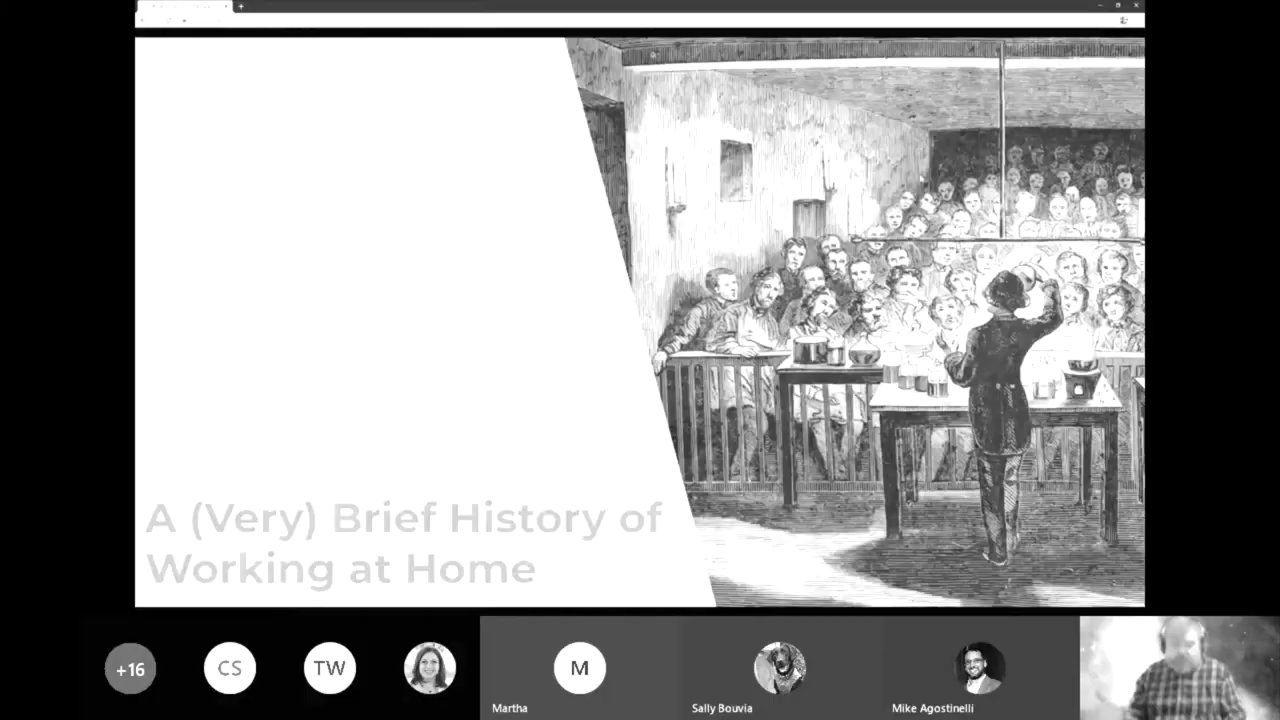 A (Very) Brief History of
Working at Home
+16
CS
TW
M
Martha
Sally Bouvia
Mike Agostinelli